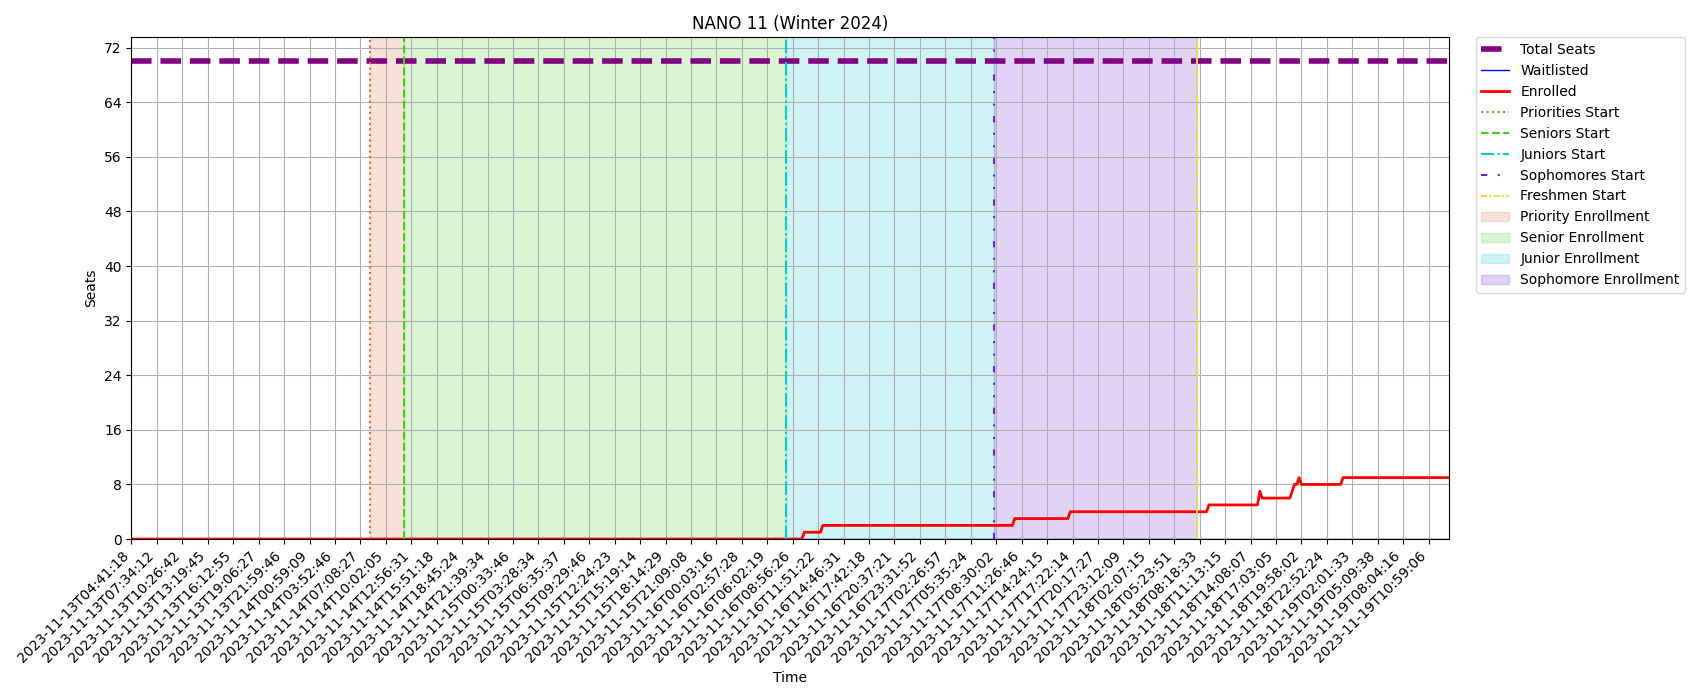 NANO 11 (Winter 2024)
72
64
56
48
40
32
24
16
8
0
Seats
2023-11-13T04:41:18
2023-11-13T07:34:12
2023-11-13T10:26:42
2023-11-13T13:19:45
2023-11-13T16:12:55
2023-11-13T19:06:27
2023-11-13T21:59:46
2023-11-14T00:59:09
2023-11-14T03:52:46
2023-11-14T07:08:27
2023-11-14T10:02:05
2023-11-14T12:56:31
2023-11-14T15:51:18
2023-11-14T18:45:24
2023-11-14T21:39:34
2023-11-15T00:33:46
2023-11-15T03:28:34
2023-11-15T06:35:37
2023-11-15T09:29:46
2023-11-15T12:24:23
2023-11-15T15:19:14
2023-11-15T18:14:29
2023-11-15T21:09:08
2023-11-16T00:03:16
2023-11-16T02:57:28
2023-11-16T06:02:19
2023-11-16T08:56:26
2023-11-16T11:51:22
2023-11-16T14:46:31
2023-11-16T17:42:18
2023-11-16T20:37:21
2023-11-16T23:31:52
2023-11-17T02:26:57
2023-11-17T05:35:24
2023-11-17T08:30:02
2023-11-17T11:26:46
2023-11-17T14:24:15
2023-11-17T17:22:14
2023-11-17T20:17:27
2023-11-17T23:12:09
2023-11-18T02:07:15
2023-11-18T05:23:51
2023-11-18T08:18:33
2023-11-18T11:13:15
2023-11-18T14:08:07
2023-11-18T17:03:05
2023-11-18T19:58:02
2023-11-18T22:52:24
2023-11-19T02:01:33
2023-11-19T05:09:38
2023-11-19T08:04:16
2023-11-19T10:59:06
Time
Total Seats
Waitlisted
Enrolled
Priorities Start
Seniors Start
Juniors Start
Sophomores Start
Freshmen Start
Priority Enrollment
Senior Enrollment
Junior Enrollment
Sophomore Enrollment